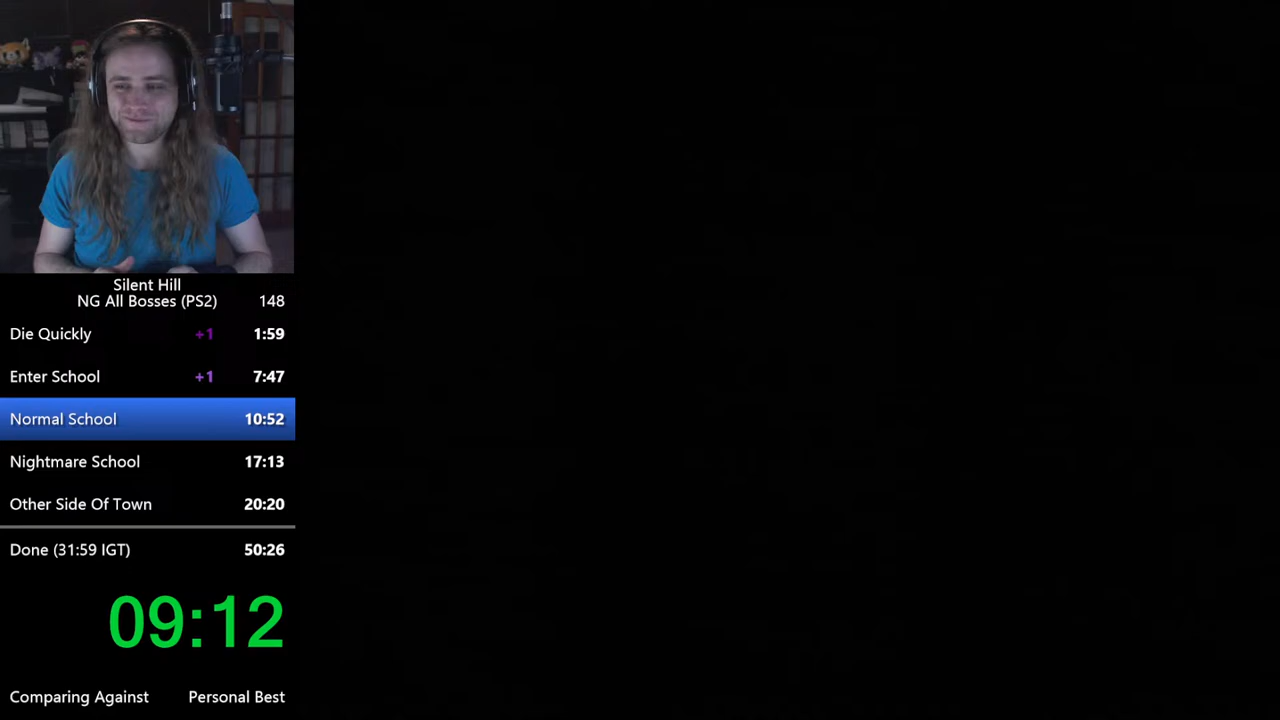 Silent Hill
NG All Bosses (PS2) 148
Die Quickly +1 1:59
Enter School +1 7:47
Normal School 10:52
Nightmare School 17:13
Other Side Of Town 20:20
Done (31:59 IGT) 50:26
09:12
Comparing Against Personal Best